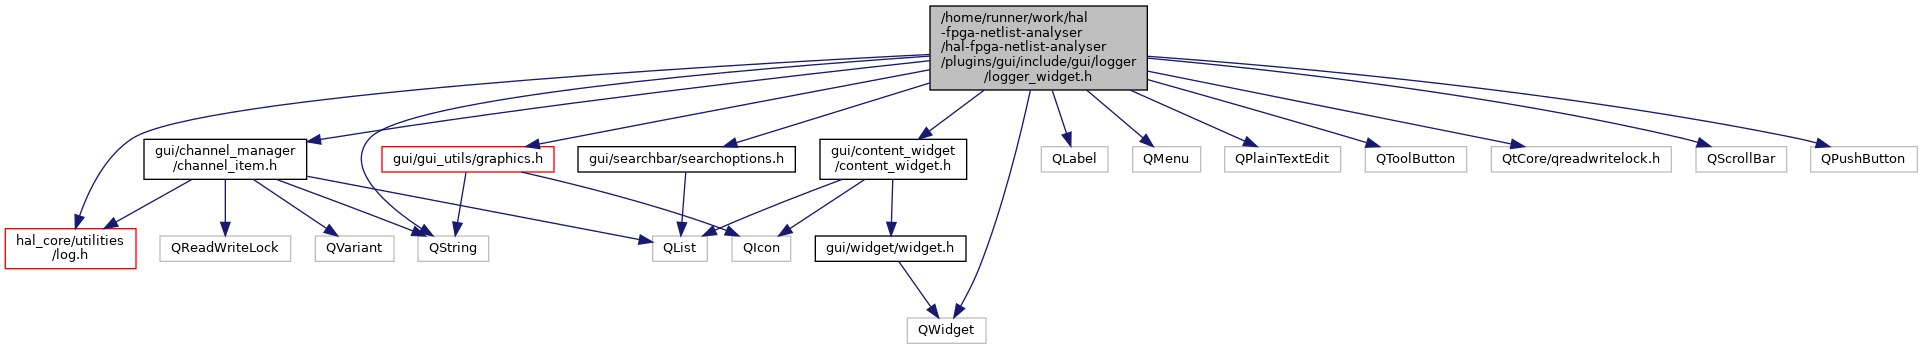 /home/runner/work/hal
-fpga-netlist-analyser
/hal-fpga-netlist-analyser
/plugins/gui/include/gui/logger
/logger_widget.h
gui/channel_manager
/channel_item.h
gui/gui_utils/graphics.h
gui/searchbar/searchoptions.h
gui/content_widget
/content_widget.h
QLabel
QMenu
QPlainTextEdit
QToolButton
QtCore/qreadwritelock.h
QScrollBar
QPushButton
hal_core/utilities
/log.h
QReadWriteLock
QVariant
QString
QList
QIcon
gui/widget/widget.h
QWidget